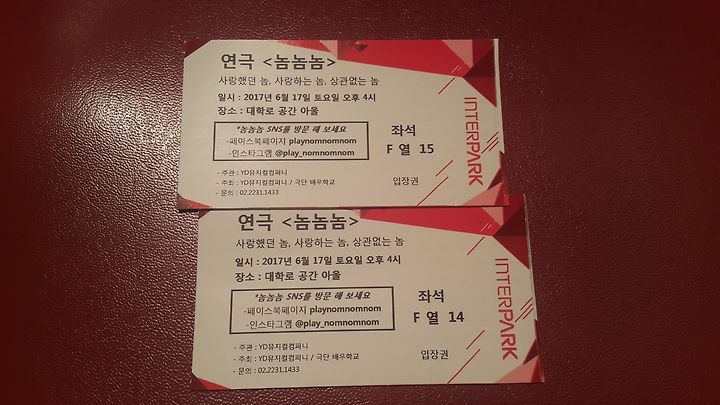 연극 <놈놈놈>
사랑했던 놈, 사랑하는 놈, 상관없는 놈
일시 : 2017년 6월 17일 토요일 오후 4시
장소 : 대학로 공간 아울
*놈놈놈 SNS를 방문 해 보세요
-페이스북페이지 playnomnomnom
-인스타그램 @play_nomnomnom
좌석
F 열 15
- 주관 : YD뮤지컬컴퍼니
- 주최 : YD뮤지컬컴퍼니 / 극단 배우학교
- 문의 : 02.2231.1433
입장권
INTERPARK
연극 <놈놈놈>
사랑했던 놈, 사랑하는 놈, 상관없는 놈
일시 : 2017년 6월 17일 토요일 오후 4시
장소 : 대학로 공간 아울
*놈놈놈 SNS를 방문 해 보세요
-페이스북페이지 playnomnomnom
-인스타그램 @play_nomnomnom
좌석
F 열 14
- 주관 : YD뮤지컬컴퍼니
- 주최 : YD뮤지컬컴퍼니 / 극단 배우학교
- 문의 : 02.2231.1433
입장권
INTERPARK